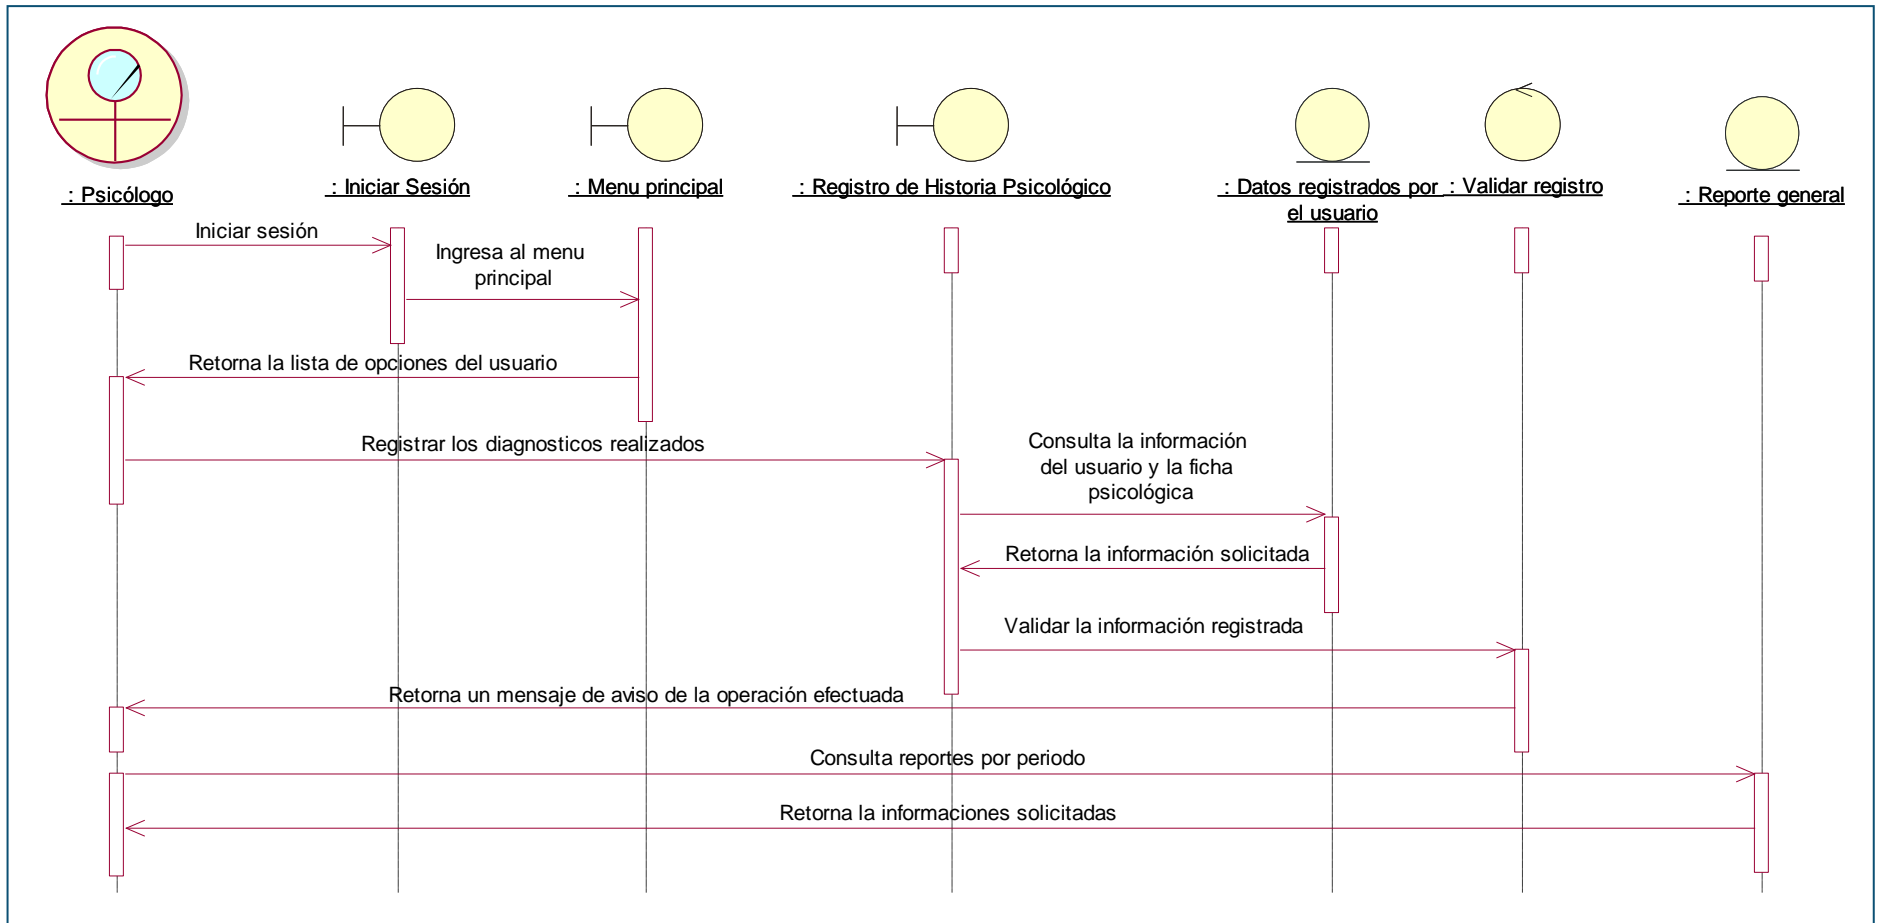 : Psicólogo
: Iniciar Sesión
: Menu principal
: Registro de Historia Psicológico
: Datos registrados por
el usuario
: Validar registro
: Reporte general
Iniciar sesión
Ingresa al menu
principal
Retorna la lista de opciones del usuario
Registrar los diagnosticos realizados
Consulta la información
del usuario y la ficha
psicológica
Retorna la información solicitada
Validar la información registrada
Retorna un mensaje de aviso de la operación efectuada
Consulta reportes por periodo
Retorna la informaciones solicitadas